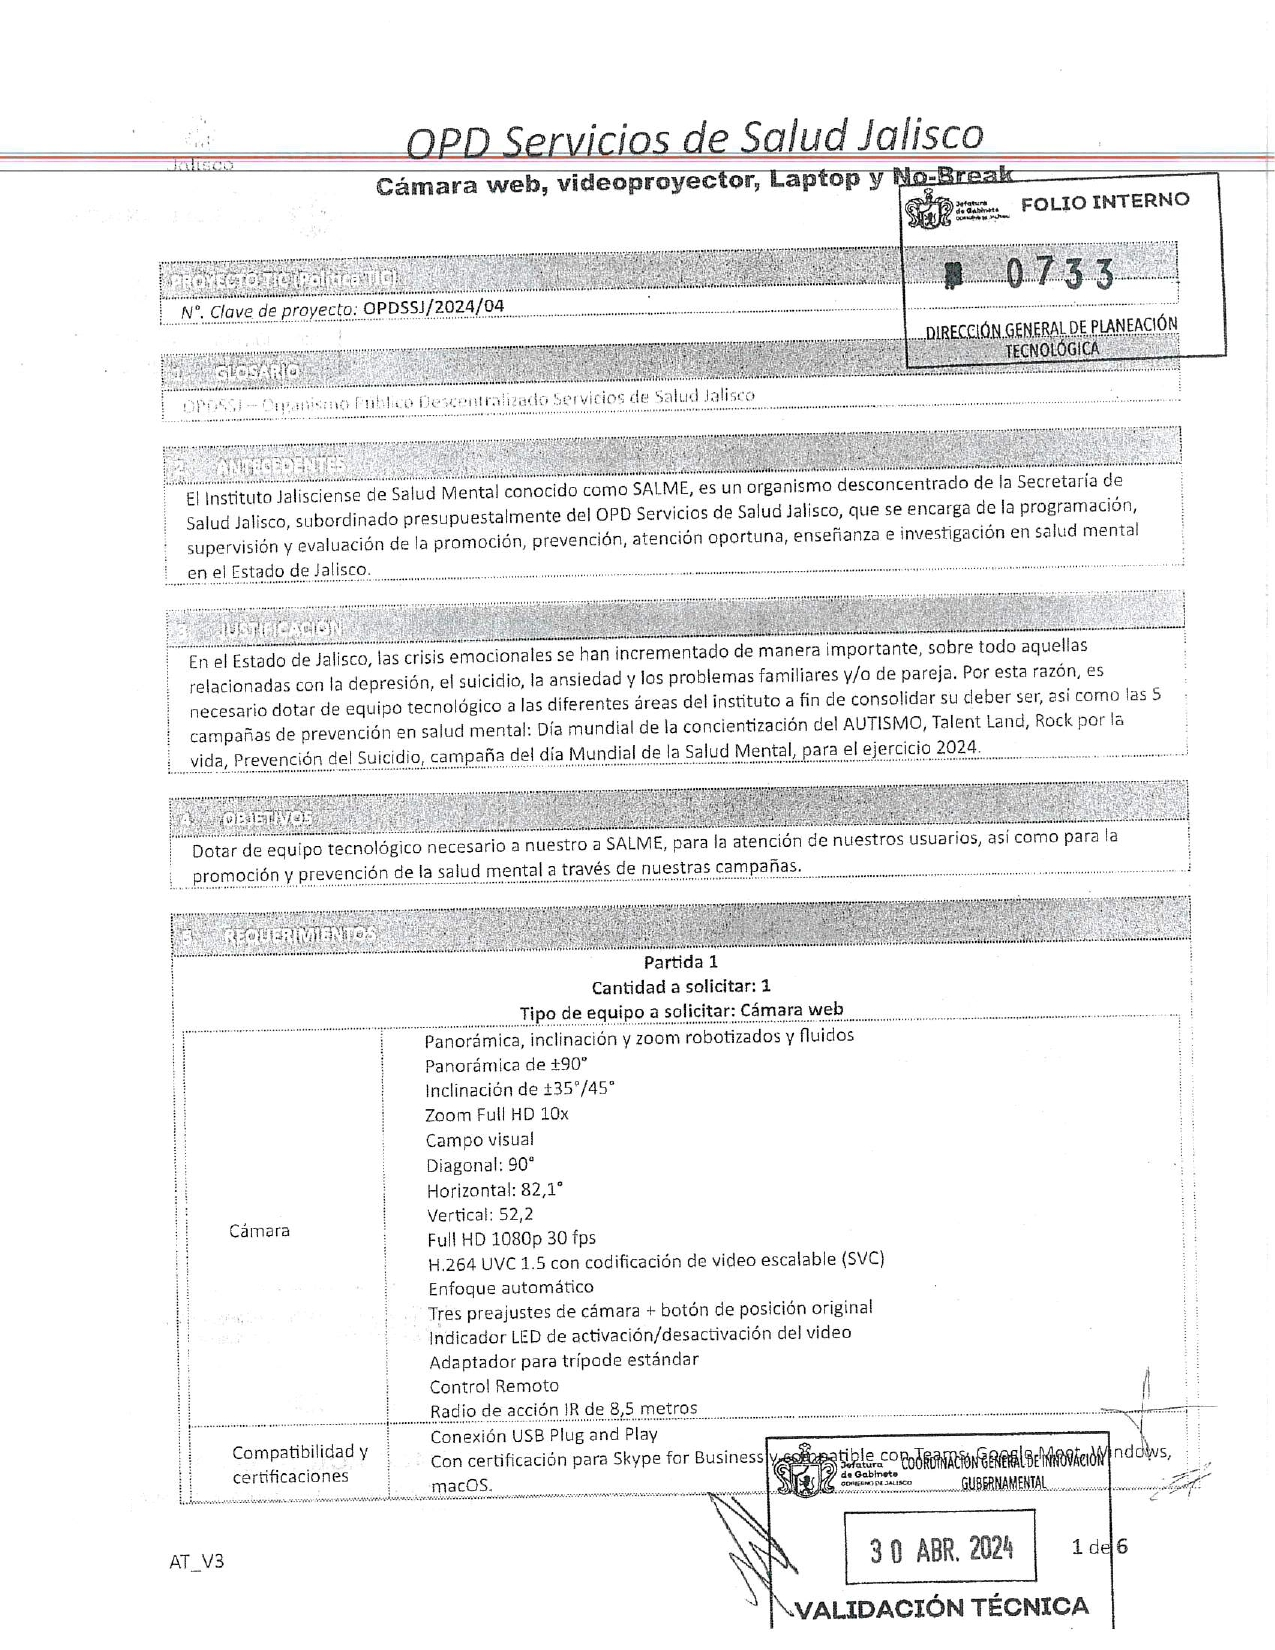 OPD Servicios de Salud Jalisco
Jalisco
Cámara web, videoproyector, Laptop y No-Break
Jefatura
de Gabinete
GOBIERNO DE JALISCO
FOLIO INTERNO
0733
DIRECCIÓN GENERAL DE PLANEACIÓN
TECNOLÓGICA
PROYECTO TIC (Política TIC)
N°. Clave de proyecto: OPDSSJ/2024/04
1. GLOSARIO
OPDSSJ – Organismo Público Descentralizado Servicios de Salud Jalisco
2. ANTECEDENTES
El Instituto Jalisciense de Salud Mental conocido como SALME, es un organismo desconcentrado de la Secretaría de
Salud Jalisco, subordinado presupuestalmente del OPD Servicios de Salud Jalisco, que se encarga de la programación,
supervisión y evaluación de la promoción, prevención, atención oportuna, enseñanza e investigación en salud mental
en el Estado de Jalisco.
3. JUSTIFICACIÓN
En el Estado de Jalisco, las crisis emocionales se han incrementado de manera importante, sobre todo aquellas
relacionadas con la depresión, el suicidio, la ansiedad y los problemas familiares y/o de pareja. Por esta razón, es
necesario dotar de equipo tecnológico a las diferentes áreas del instituto a fin de consolidar su deber ser, así como las 5
campañas de prevención en salud mental: Día mundial de la concientización del AUTISMO, Talent Land, Rock por la
vida, Prevención del Suicidio, campaña del día Mundial de la Salud Mental, para el ejercicio 2024.
4. OBJETIVOS
Dotar de equipo tecnológico necesario a nuestro a SALME, para la atención de nuestros usuarios, así como para la
promoción y prevención de la salud mental a través de nuestras campañas.
5. REQUERIMIENTOS
Partida 1
Cantidad a solicitar: 1
Tipo de equipo a solicitar: Cámara web
Cámara
Panorámica, inclinación y zoom robotizados y fluidos
Panorámica de ±90°
Inclinación de ±35°/45°
Zoom Full HD 10x
Campo visual
Diagonal: 90°
Horizontal: 82,1°
Vertical: 52,2
Full HD 1080p 30 fps
H.264 UVC 1.5 con codificación de video escalable (SVC)
Enfoque automático
Tres preajustes de cámara + botón de posición original
Indicador LED de activación/desactivación del video
Adaptador para trípode estándar
Control Remoto
Radio de acción IR de 8,5 metros
Compatibilidad y
certificaciones
Conexión USB Plug and Play
Con certificación para Skype for Business y compatible con Teams, Google Meet, Windows,
macOS.
Jefatura
de Gabinete
GOBIERNO DE JALISCO
COORDINACIÓN GENERAL DE INNOVACIÓN
GUBERNAMENTAL
30 ABR. 2024
VALIDACIÓN TÉCNICA
AT_V3
1 de 6